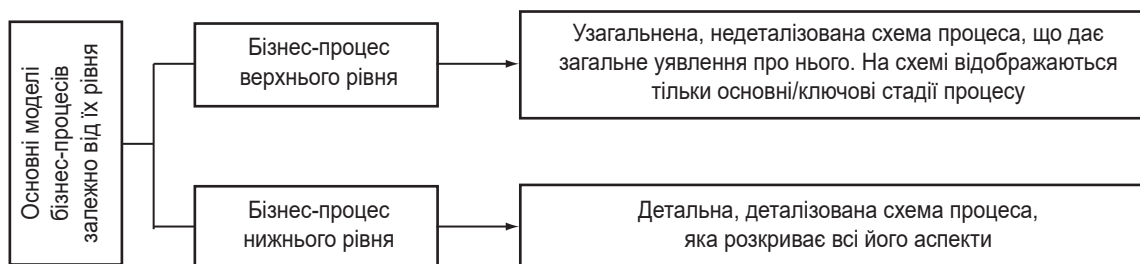 Основні моделі
бізнес-процесів
залежно від їх рівня
Бізнес-процес
верхнього рівня
Узагальнена, недеталізована схема процеса, що дає
загальне уявлення про нього. На схемі відображаються
тільки основні/ключові стадії процесу
Бізнес-процес
нижнього рівня
Детальна, деталізована схема процеса,
яка розкриває всі його аспекти